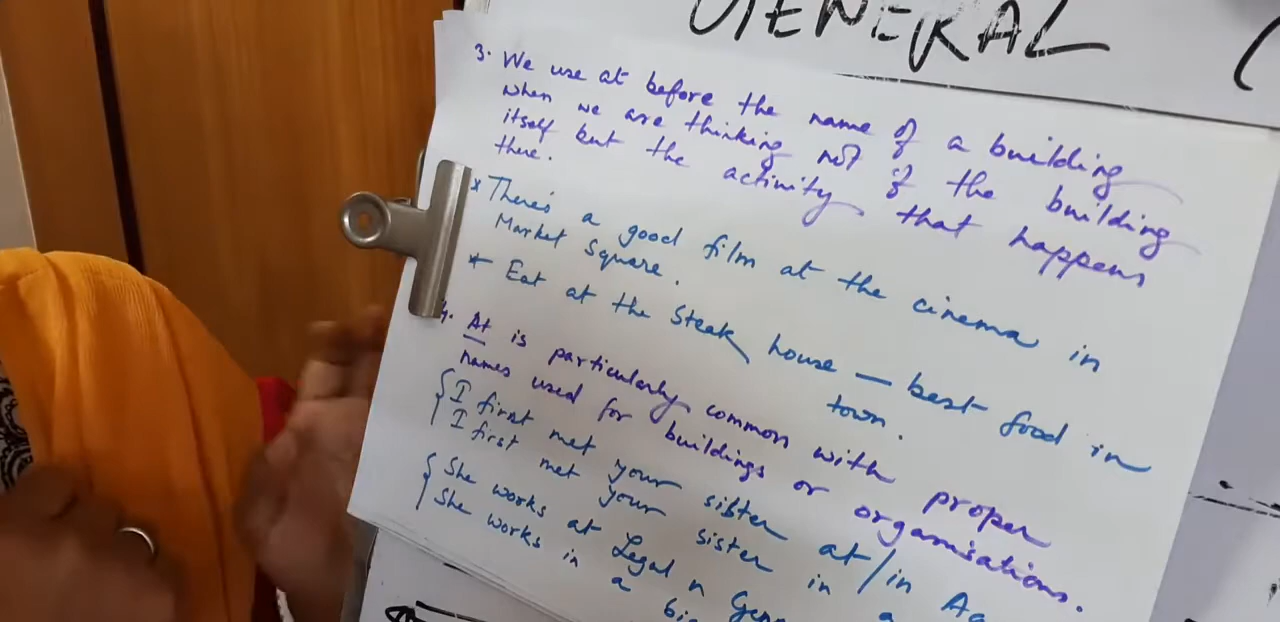 GENERAL (
3. We use at before the name of a building
when we are thinking not of the building
itself but the activity that happens
there.
* There's a good film at the cinema in
Market Square.
* Eat at the Steak house — best food in
town.
4. At is particularly common with proper
names used for buildings or organisations.
I first met your sister at/in
I first met your sister in a
She works at Legal n
She works in a